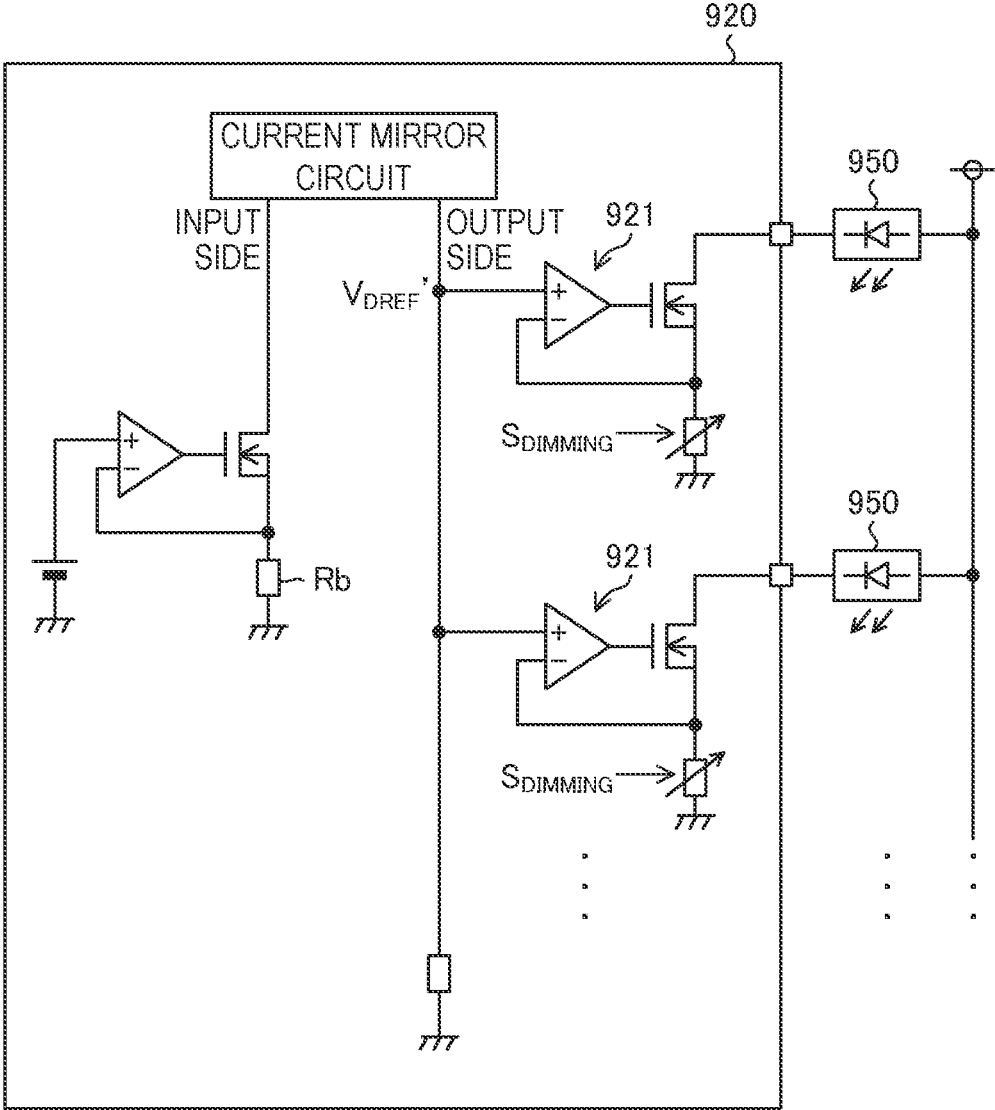 920
CURRENT MIRROR
CIRCUIT
INPUT
SIDE
OUTPUT
SIDE
921
950
VDREF'
+
−
SDIMMING
+
−
Rb
921
950
+
−
SDIMMING